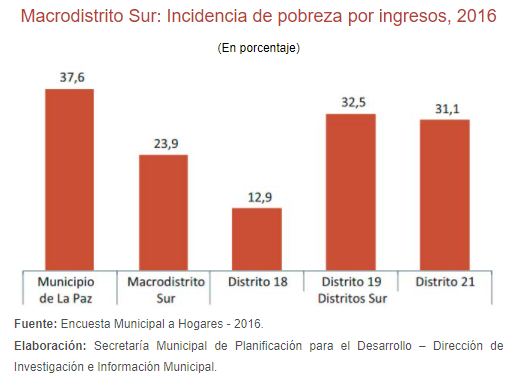 Macrodistrito Sur: Incidencia de pobreza por ingresos, 2016
(En porcentaje)
37,6
23,9
12,9
32,5
31,1
Municipio de La Paz
Macrodistrito Sur
Distrito 18
Distrito 19
Distrito 21
Distritos Sur
Fuente: Encuesta Municipal a Hogares - 2016.
Elaboración: Secretaría Municipal de Planificación para el Desarrollo – Dirección de
Investigación e Información Municipal.